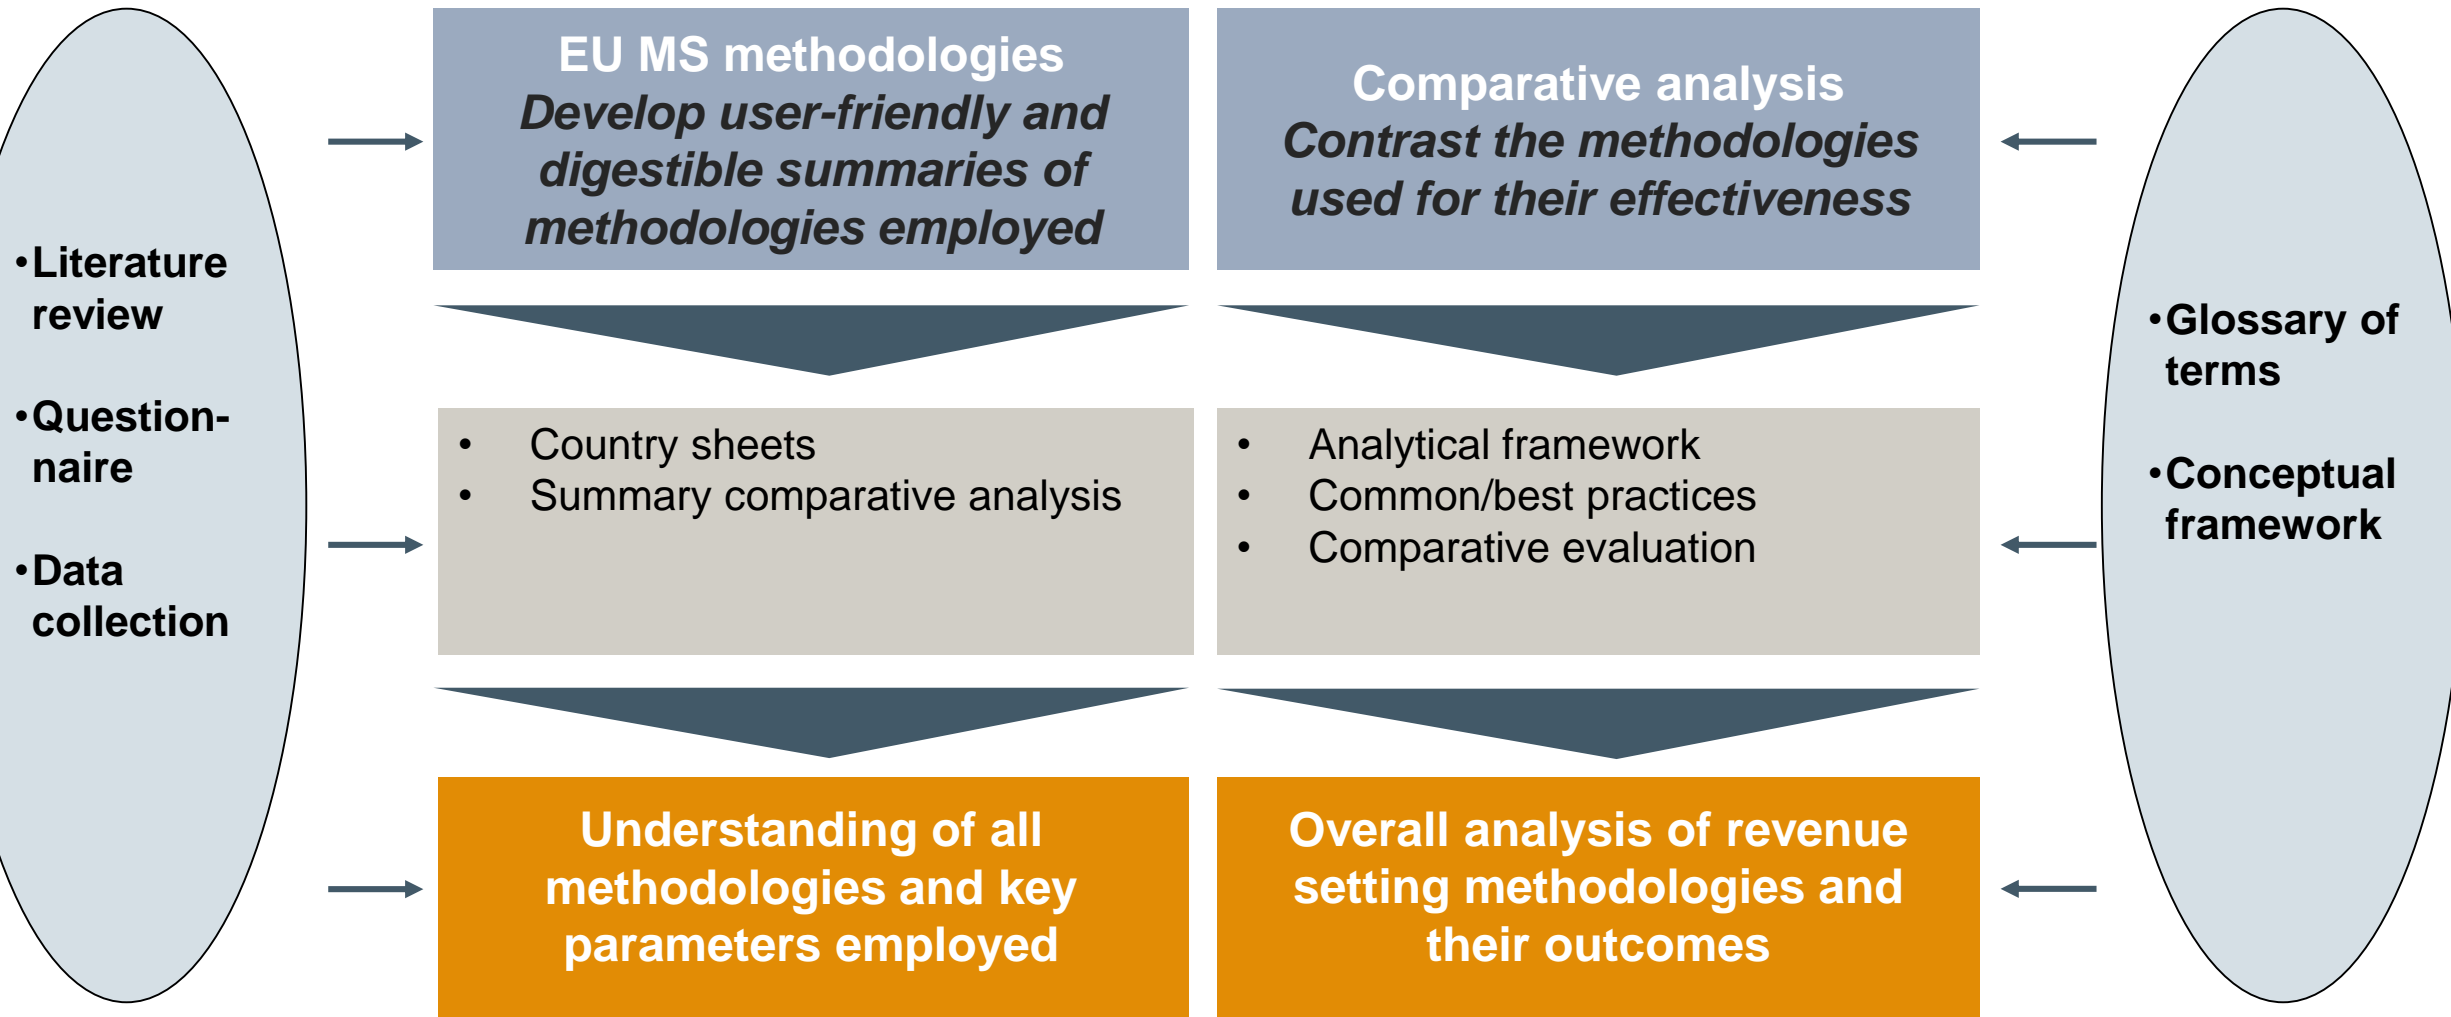 •Literature
review
•Question-
naire
•Data
collection
EU MS methodologies
Develop user-friendly and
digestible summaries of
methodologies employed
• Country sheets
• Summary comparative analysis
Understanding of all
methodologies and key
parameters employed
Comparative analysis
Contrast the methodologies
used for their effectiveness
• Analytical framework
• Common/best practices
• Comparative evaluation
Overall analysis of revenue
setting methodologies and
their outcomes
•Glossary of
terms
•Conceptual
framework